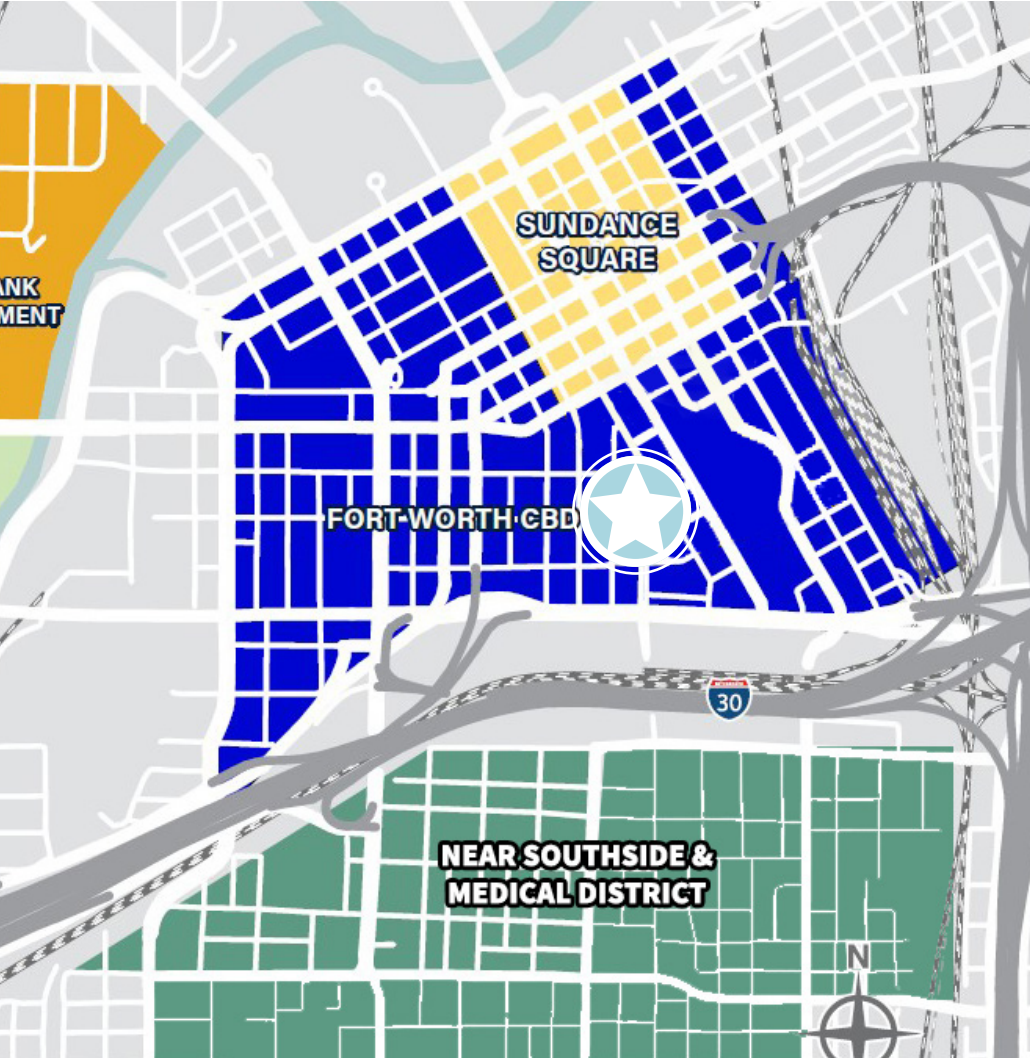 SUNDANCE
SQUARE
ANK
MENT
FORT WORTH CBD
30
NEAR SOUTHSIDE &
MEDICAL DISTRICT
N